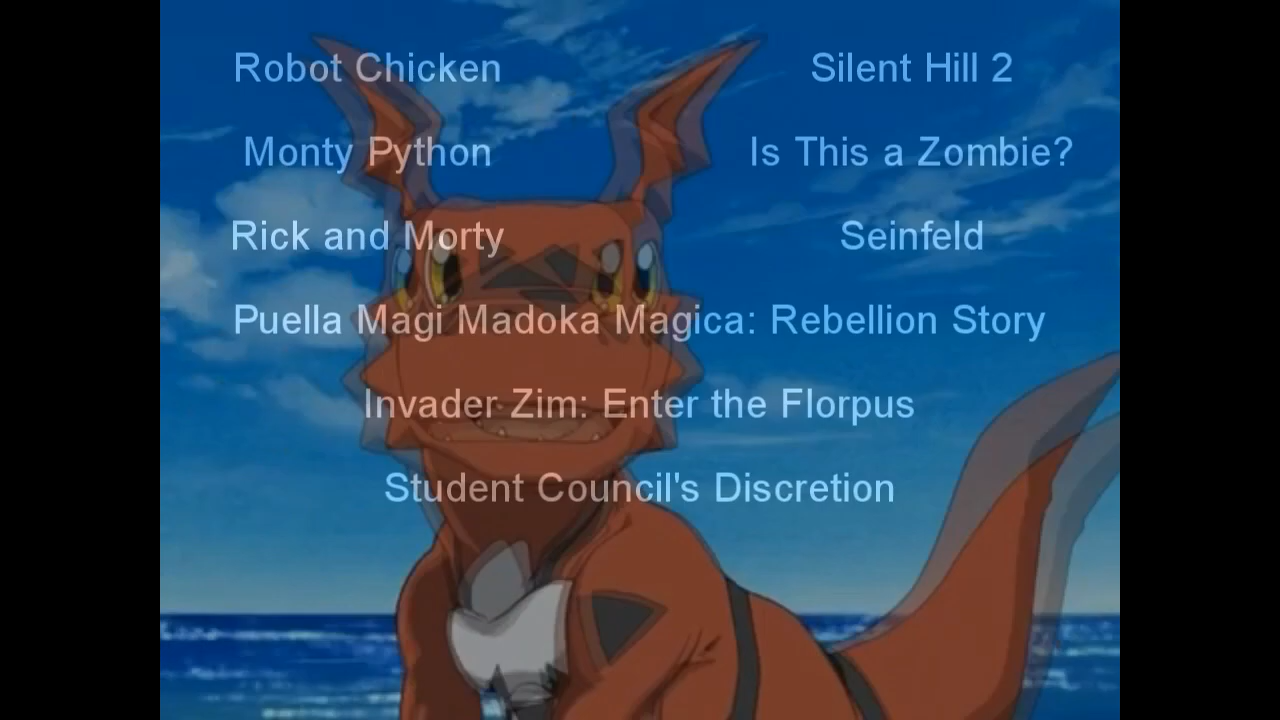 Robot Chicken Silent Hill 2
Monty Python Is This a Zombie?
Rick and Morty Seinfeld
Puella Magi Madoka Magica: Rebellion Story
Invader Zim: Enter the Florpus
Student Council's Discretion